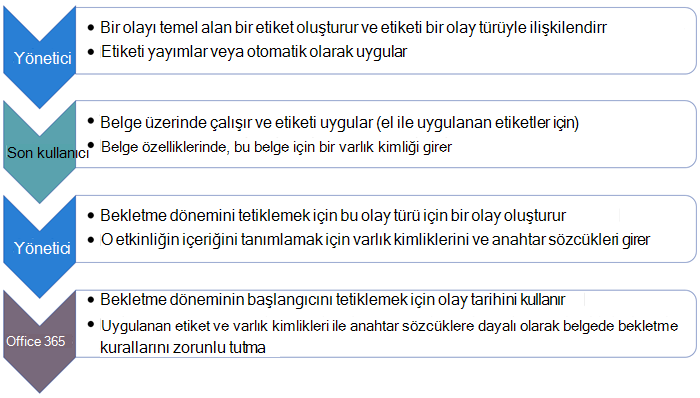 Yönetici
• Bir olayı temel alan bir etiket oluşturur ve etiketi bir olay türüyle ilişkilendirr
• Etiketi yayımlar veya otomatik olarak uygular
Son kullanıcı
• Belge üzerinde çalışır ve etiketi uygular (el ile uygulanan etiketler için)
• Belge özelliklerinde, bu belge için bir varlık kimliği girer
Yönetici
• Bekletme dönemini tetiklemek için bu olay türü için bir olay oluşturur
• O etkinliğin içeriğini tanımlamak için varlık kimliklerini ve anahtar sözcükleri girer
Office 365
• Bekletme döneminin başlangıcını tetiklemek için olay tarihini kullanır
• Uygulanan etiket ve varlık kimlikleri ile anahtar sözcüklere dayalı olarak belgede bekletme
kurallarını zorunlu tutma